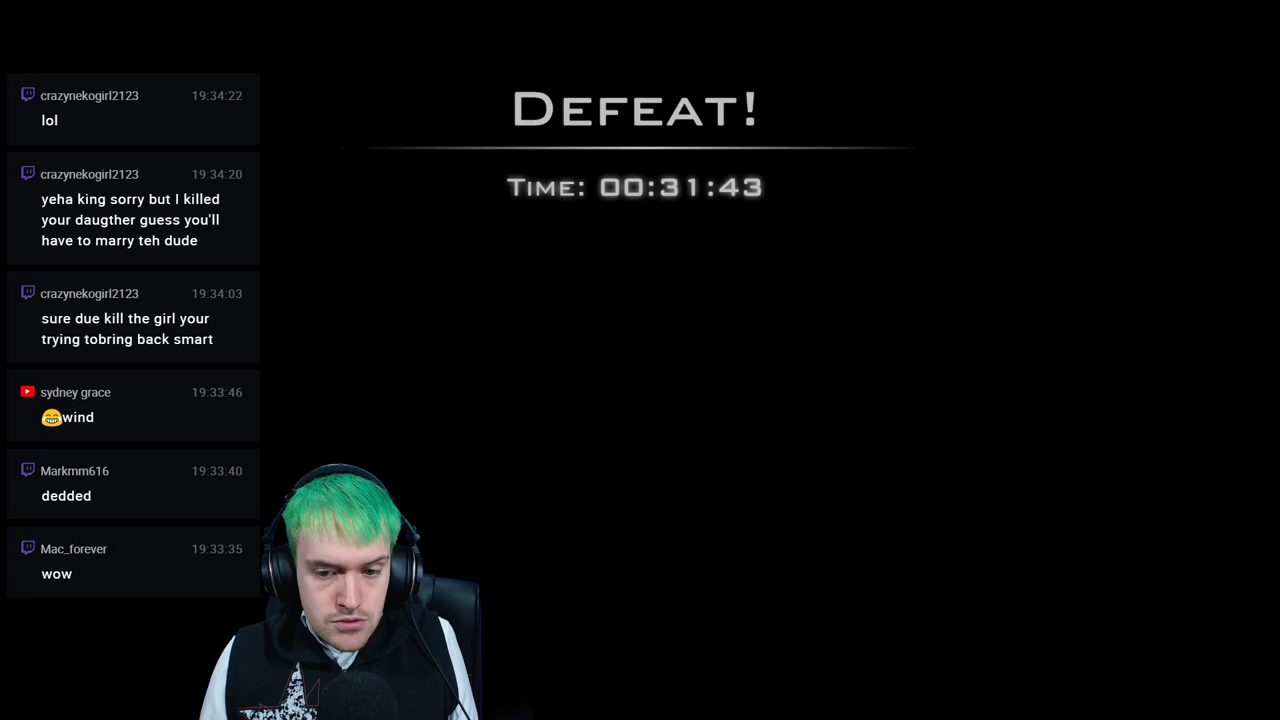 crazynekogirl2123 19:34:22
lol
crazynekogirl2123 19:34:20
yeha king sorry but I killed
your daugther guess you'll
have to marry teh dude
crazynekogirl2123 19:34:03
sure due kill the girl your
trying tobring back smart
sydney grace 19:33:46
😂wind
Markmm616 19:33:40
dedded
Mac_forever 19:33:35
wow
Defeat!
Time: 00:31:43